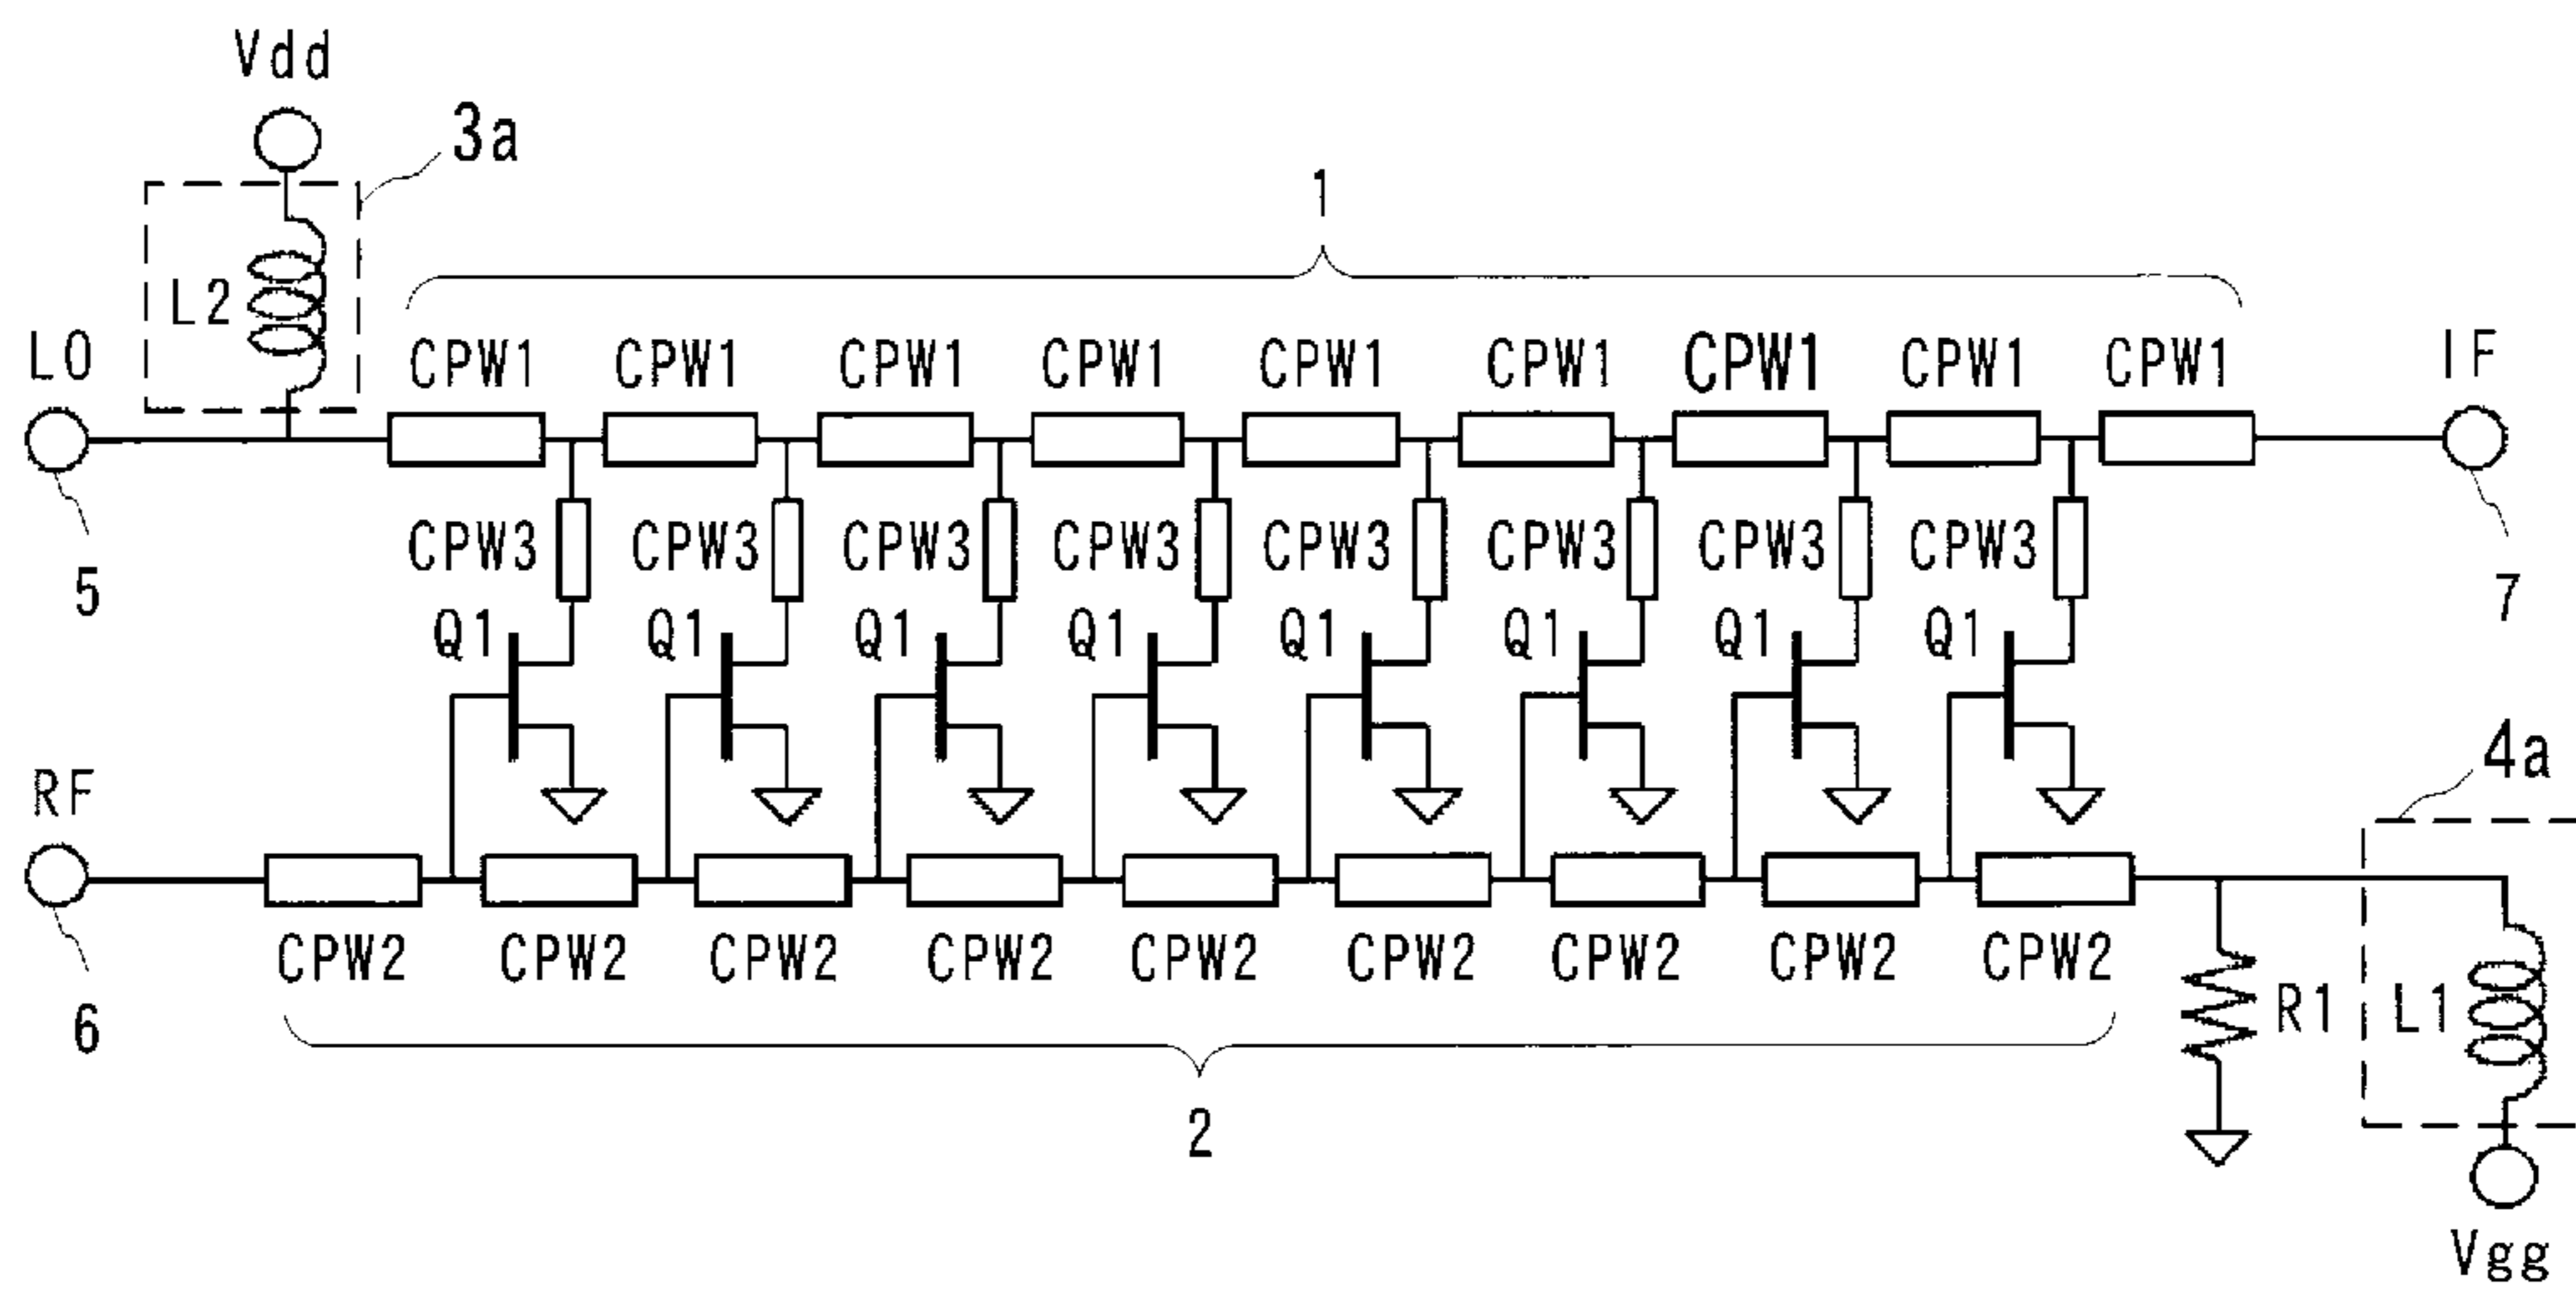 Vdd
3a
1
L2
LO
CPW1 CPW1 CPW1 CPW1 CPW1 CPW1 CPW1 CPW1 CPW1
IF
CPW3 CPW3 CPW3 CPW3 CPW3 CPW3 CPW3 CPW3
5
7
Q1 Q1 Q1 Q1 Q1 Q1 Q1 Q1
4a
RF
CPW2 CPW2 CPW2 CPW2 CPW2 CPW2 CPW2 CPW2 CPW2
6
R1
L1
2
Vgg